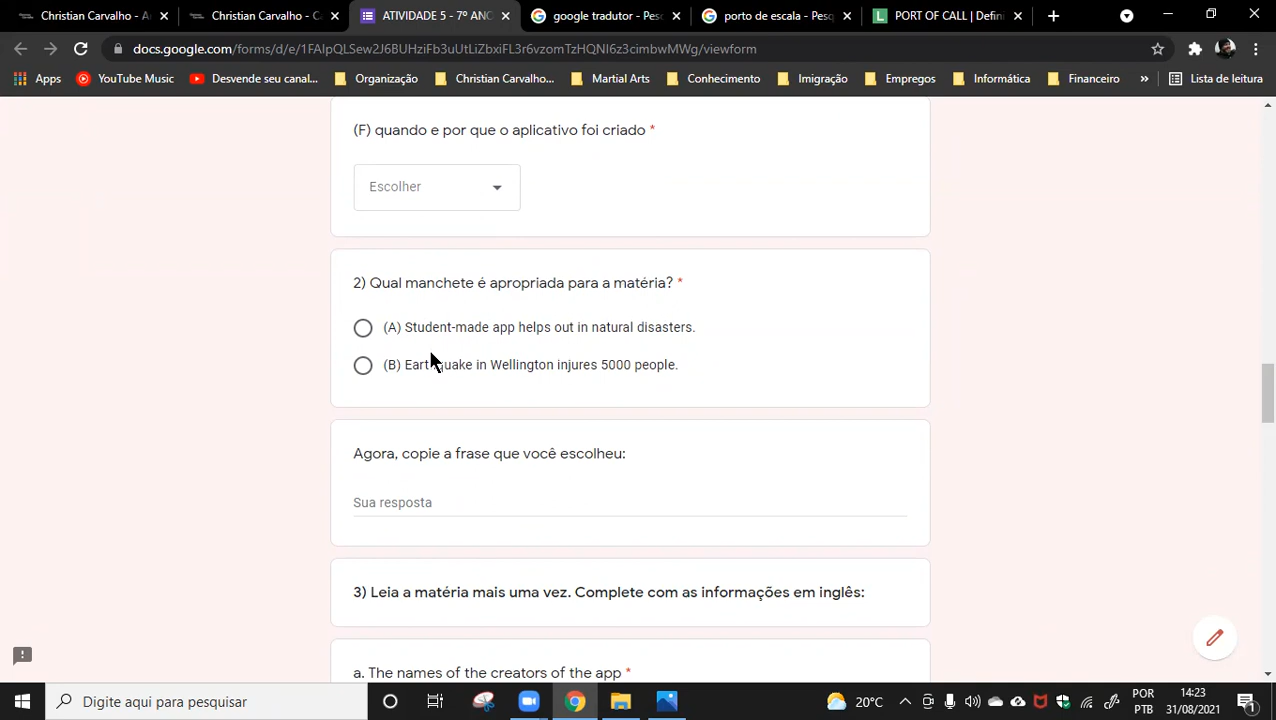 Christian Carvalho - A
Christian Carvalho - C
ATIVIDADE 5 - 7º AN
google tradutor - Pes
porto de escala - Pesq
PORT OF CALL | Defini
docs.google.com/forms/d/e/1FAIpQLSew2J6BUHziFb3uUtLiZbxiFL3r6vzomTzHQNI6z3cimbwMWg/viewform
Apps
YouTube Music
Desvende seu canal...
Organização
Christian Carvalho...
Martial Arts
Conhecimento
Imigração
Empregos
Informática
Financeiro
»
Lista de leitura
(F) quando e por que o aplicativo foi criado *
Escolher
2) Qual manchete é apropriada para a matéria? *
(A) Student-made app helps out in natural disasters.
(B) Earthquake in Wellington injures 5000 people.
Agora, copie a frase que você escolheu:
Sua resposta
3) Leia a matéria mais uma vez. Complete com as informações em inglês:
a. The names of the creators of the app *
Digite aqui para pesquisar
20°C
POR
PTB
14:23
31/08/2021
1